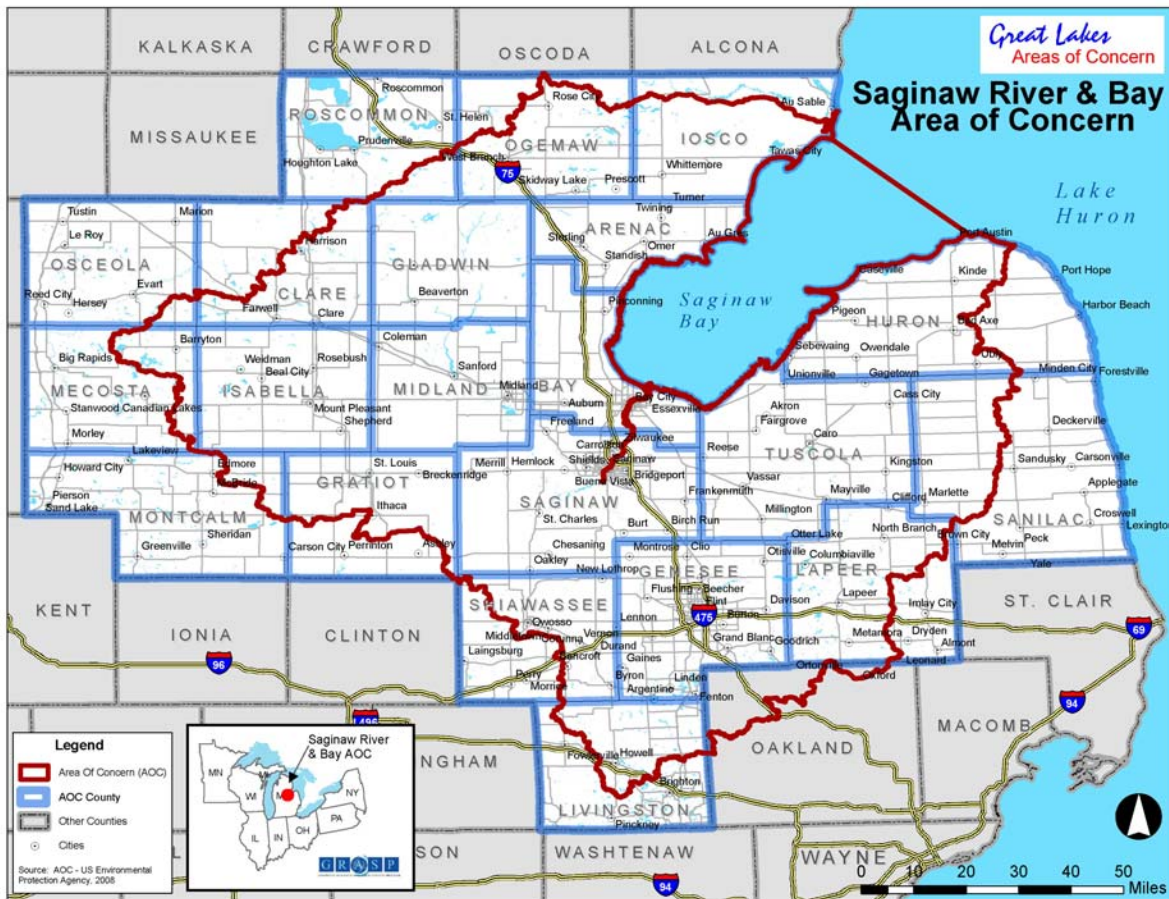 Great Lakes
Areas of Concern
Saginaw River & Bay
Area of Concern
KALKASKA
CRAWFORD
OSCODA
ALCONA
MISSAUKEE
Roscommon
ROSCOMMON
St. Helen
Prudenville
Houghton Lake
Rose City
OGEMAW
West Branch
75
Skidway Lake
Prescott
Au Sable
IOSCO
Tawas City
Whittemore
Turner
Lake
Huron
Tustin
Marion
Le Roy
OSCEOLA
Evart
Reed City
Hersey
Harrison
CLARE
Farwell
Clare
GLADWIN
Beaverton
Twining
ARENAC
Sterling
Omer
Standish
Au Gres
Pinconning
Saginaw
Bay
Port Austin
Caseville
Kinde
Port Hope
Harbor Beach
Pigeon
HURON
Bad Axe
Sebewaing
Owendale
Ubly
Unionville
Gagetown
Minden City
Forestville
Barryton
Big Rapids
MECOSTA
Stanwood
Canadian Lakes
Morley
Weidman
Rosebush
Beal City
ISABELLA
Mount Pleasant
Shepherd
Coleman
Sanford
MIDLAND
Midland
BAY
Auburn
Bay City
Essexville
Freeland
Zilwaukee
Carrollton
Shields
Saginaw
Buena Vista
Bridgeport
Reese
Akron
Fairgrove
Caro
TUSCOLA
Cass City
Deckerville
Kingston
Sandusky
Carsonville
Vassar
Frankenmuth
Mayville
Clifford
Marlette
Applegate
SANILAC
Croswell
Lexington
Peck
Melvin
Brown City
Yale
Lakeview
Howard City
Edmore
McBride
Pierson
Sand Lake
MONTCALM
Sheridan
Greenville
St. Louis
Breckenridge
GRATIOT
Ithaca
Carson City
Perrinton
Ashley
Merrill
Hemlock
SAGINAW
St. Charles
Burt
Birch Run
Chesaning
Oakley
New Lothrop
Millington
Otter Lake
North Branch
Montrose
Clio
GENESEE
Otisville
Columbiaville
LAPEER
Flushing
Beecher
Flint
475
Burton
Davison
Lapeer
Imlay City
Lennon
Grand Blanc
Goodrich
Metamora
Dryden
Almont
Leonard
Ortonville
Oxford
SHIAWASSEE
Owosso
Corunna
Vernon
Durand
Laingsburg
Bancroft
Perry
Morrice
Gaines
Byron
Argentine
Linden
Fenton
KENT
IONIA
CLINTON
ST. CLAIR
69
96
496
94
MACOMB
OAKLAND
Howell
Fowlerville
Brighton
LIVINGSTON
Pinckney
WASHTENAW
94
WAYNE
Legend
Area Of Concern (AOC)
AOC County
Other Counties
Cities
Source: AOC - US Environmental
Protection Agency, 2008
Saginaw River
& Bay AOC
MN
WI
IL
IN
OH
PA
NY
GRASP
0 10 20 30 40 50
Miles